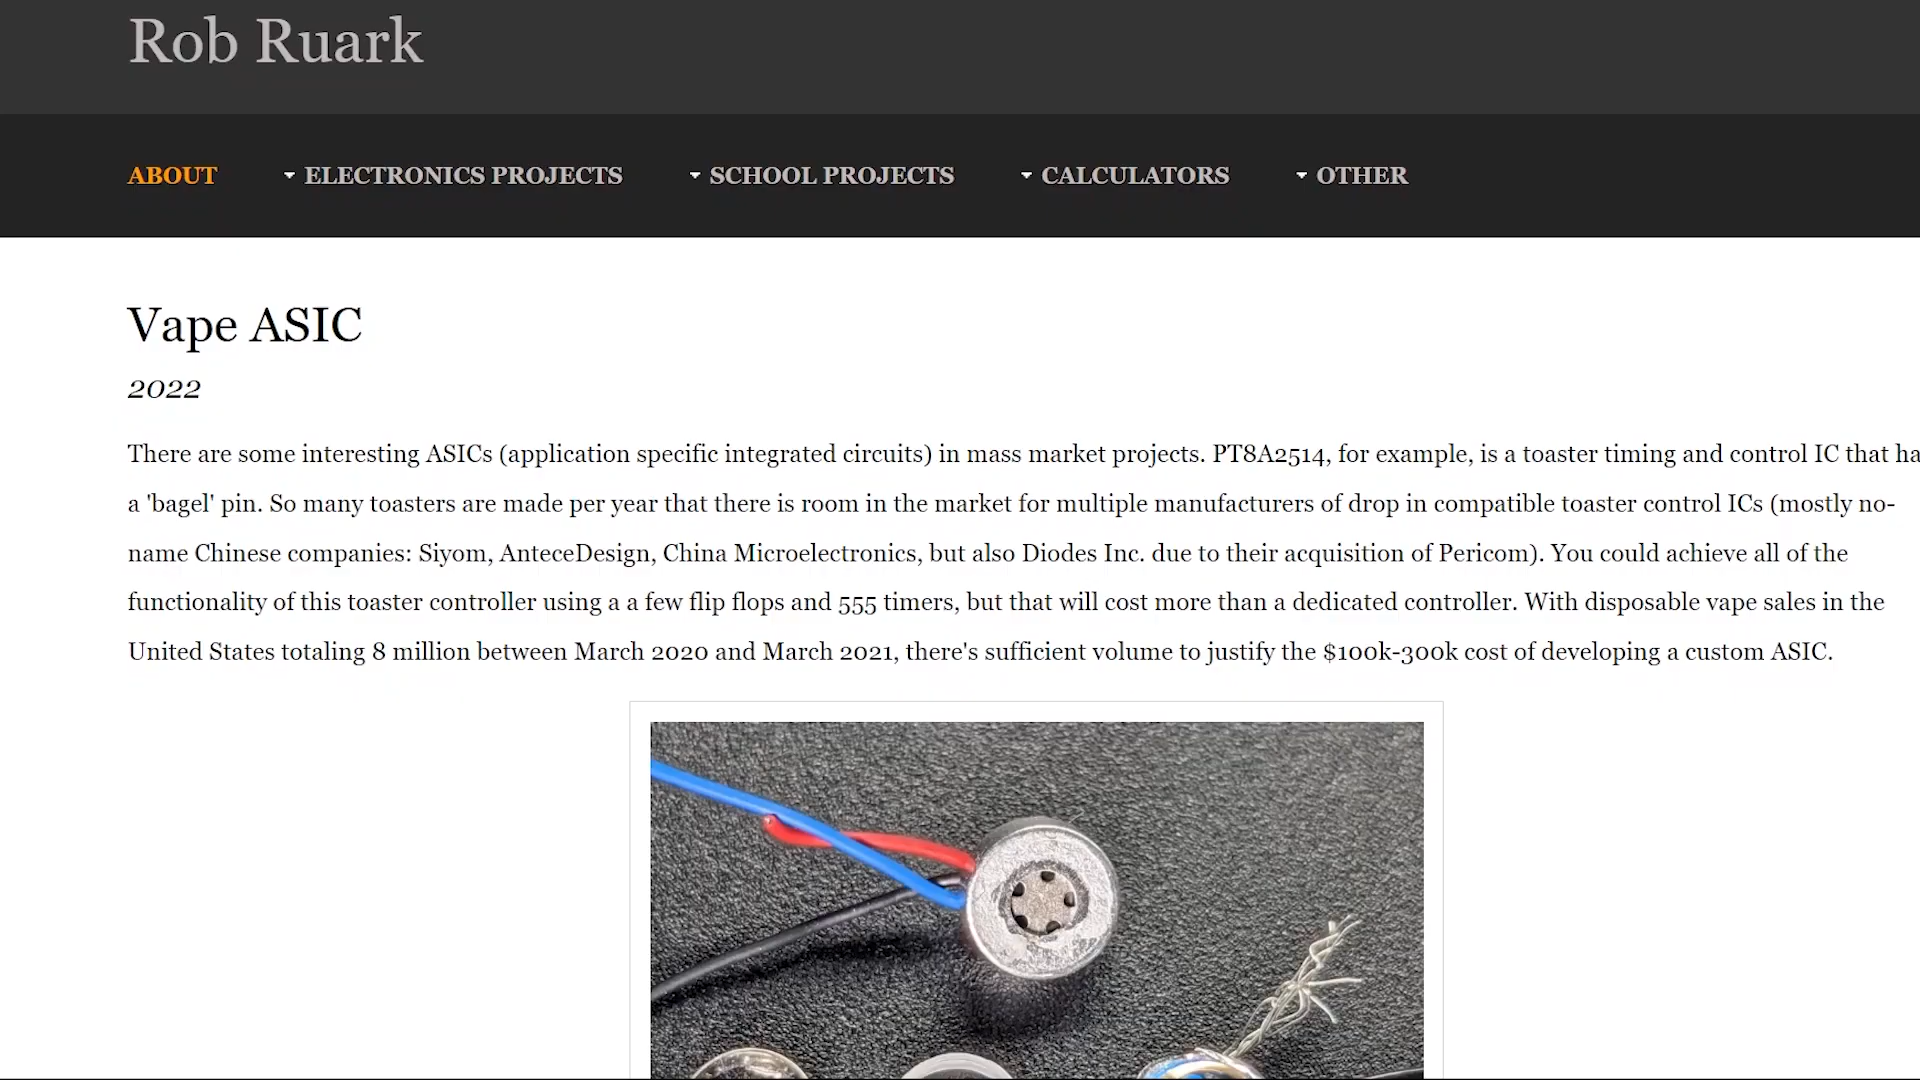 Rob Ruark
ABOUT ELECTRONICS PROJECTS SCHOOL PROJECTS CALCULATORS OTHER
Vape ASIC
2022
There are some interesting ASICs (application specific integrated circuits) in mass market projects. PT8A2514, for example, is a toaster timing and control IC that ha
a 'bagel' pin. So many toasters are made per year that there is room in the market for multiple manufacturers of drop in compatible toaster control ICs (mostly no-
name Chinese companies: Siyom, AnteceDesign, China Microelectronics, but also Diodes Inc. due to their acquisition of Pericom). You could achieve all of the
functionality of this toaster controller using a a few flip flops and 555 timers, but that will cost more than a dedicated controller. With disposable vape sales in the
United States totaling 8 million between March 2020 and March 2021, there's sufficient volume to justify the $100k-300k cost of developing a custom ASIC.